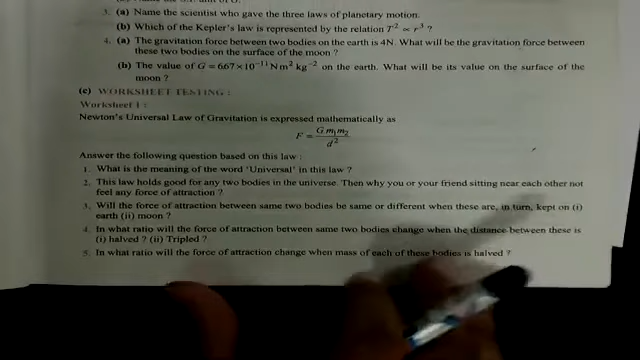 3. (a) Name the scientist who gave the three laws of planetary motion.
(b) Which of the Kepler's law is represented by the relation T² ∝ r³ ?
4. (a) The gravitation force between two bodies on the earth is 4N. What will be the gravitation force between
these two bodies on the surface of the moon ?
(b) The value of G = 6.67 × 10⁻¹¹ N m² kg⁻² on the earth. What will be its value on the surface of the
moon ?
(c) WORKSHEET TESTING :
Worksheet 1 :
Newton's Universal Law of Gravitation is expressed mathematically as
F = G m₁m₂ / d²
Answer the following question based on this law :
1. What is the meaning of the word 'Universal' in this law ?
2. This law holds good for any two bodies in the universe. Then why you or your friend sitting near each other not
feel any force of attraction ?
3. Will the force of attraction between same two bodies be same or different when these are, in turn, kept on (i)
earth (ii) moon ?
4. In what ratio will the force of attraction between same two bodies change when the distance between these is
(i) halved ? (ii) Tripled ?
5. In what ratio will the force of attraction change when mass of each of these bodies is halved ?